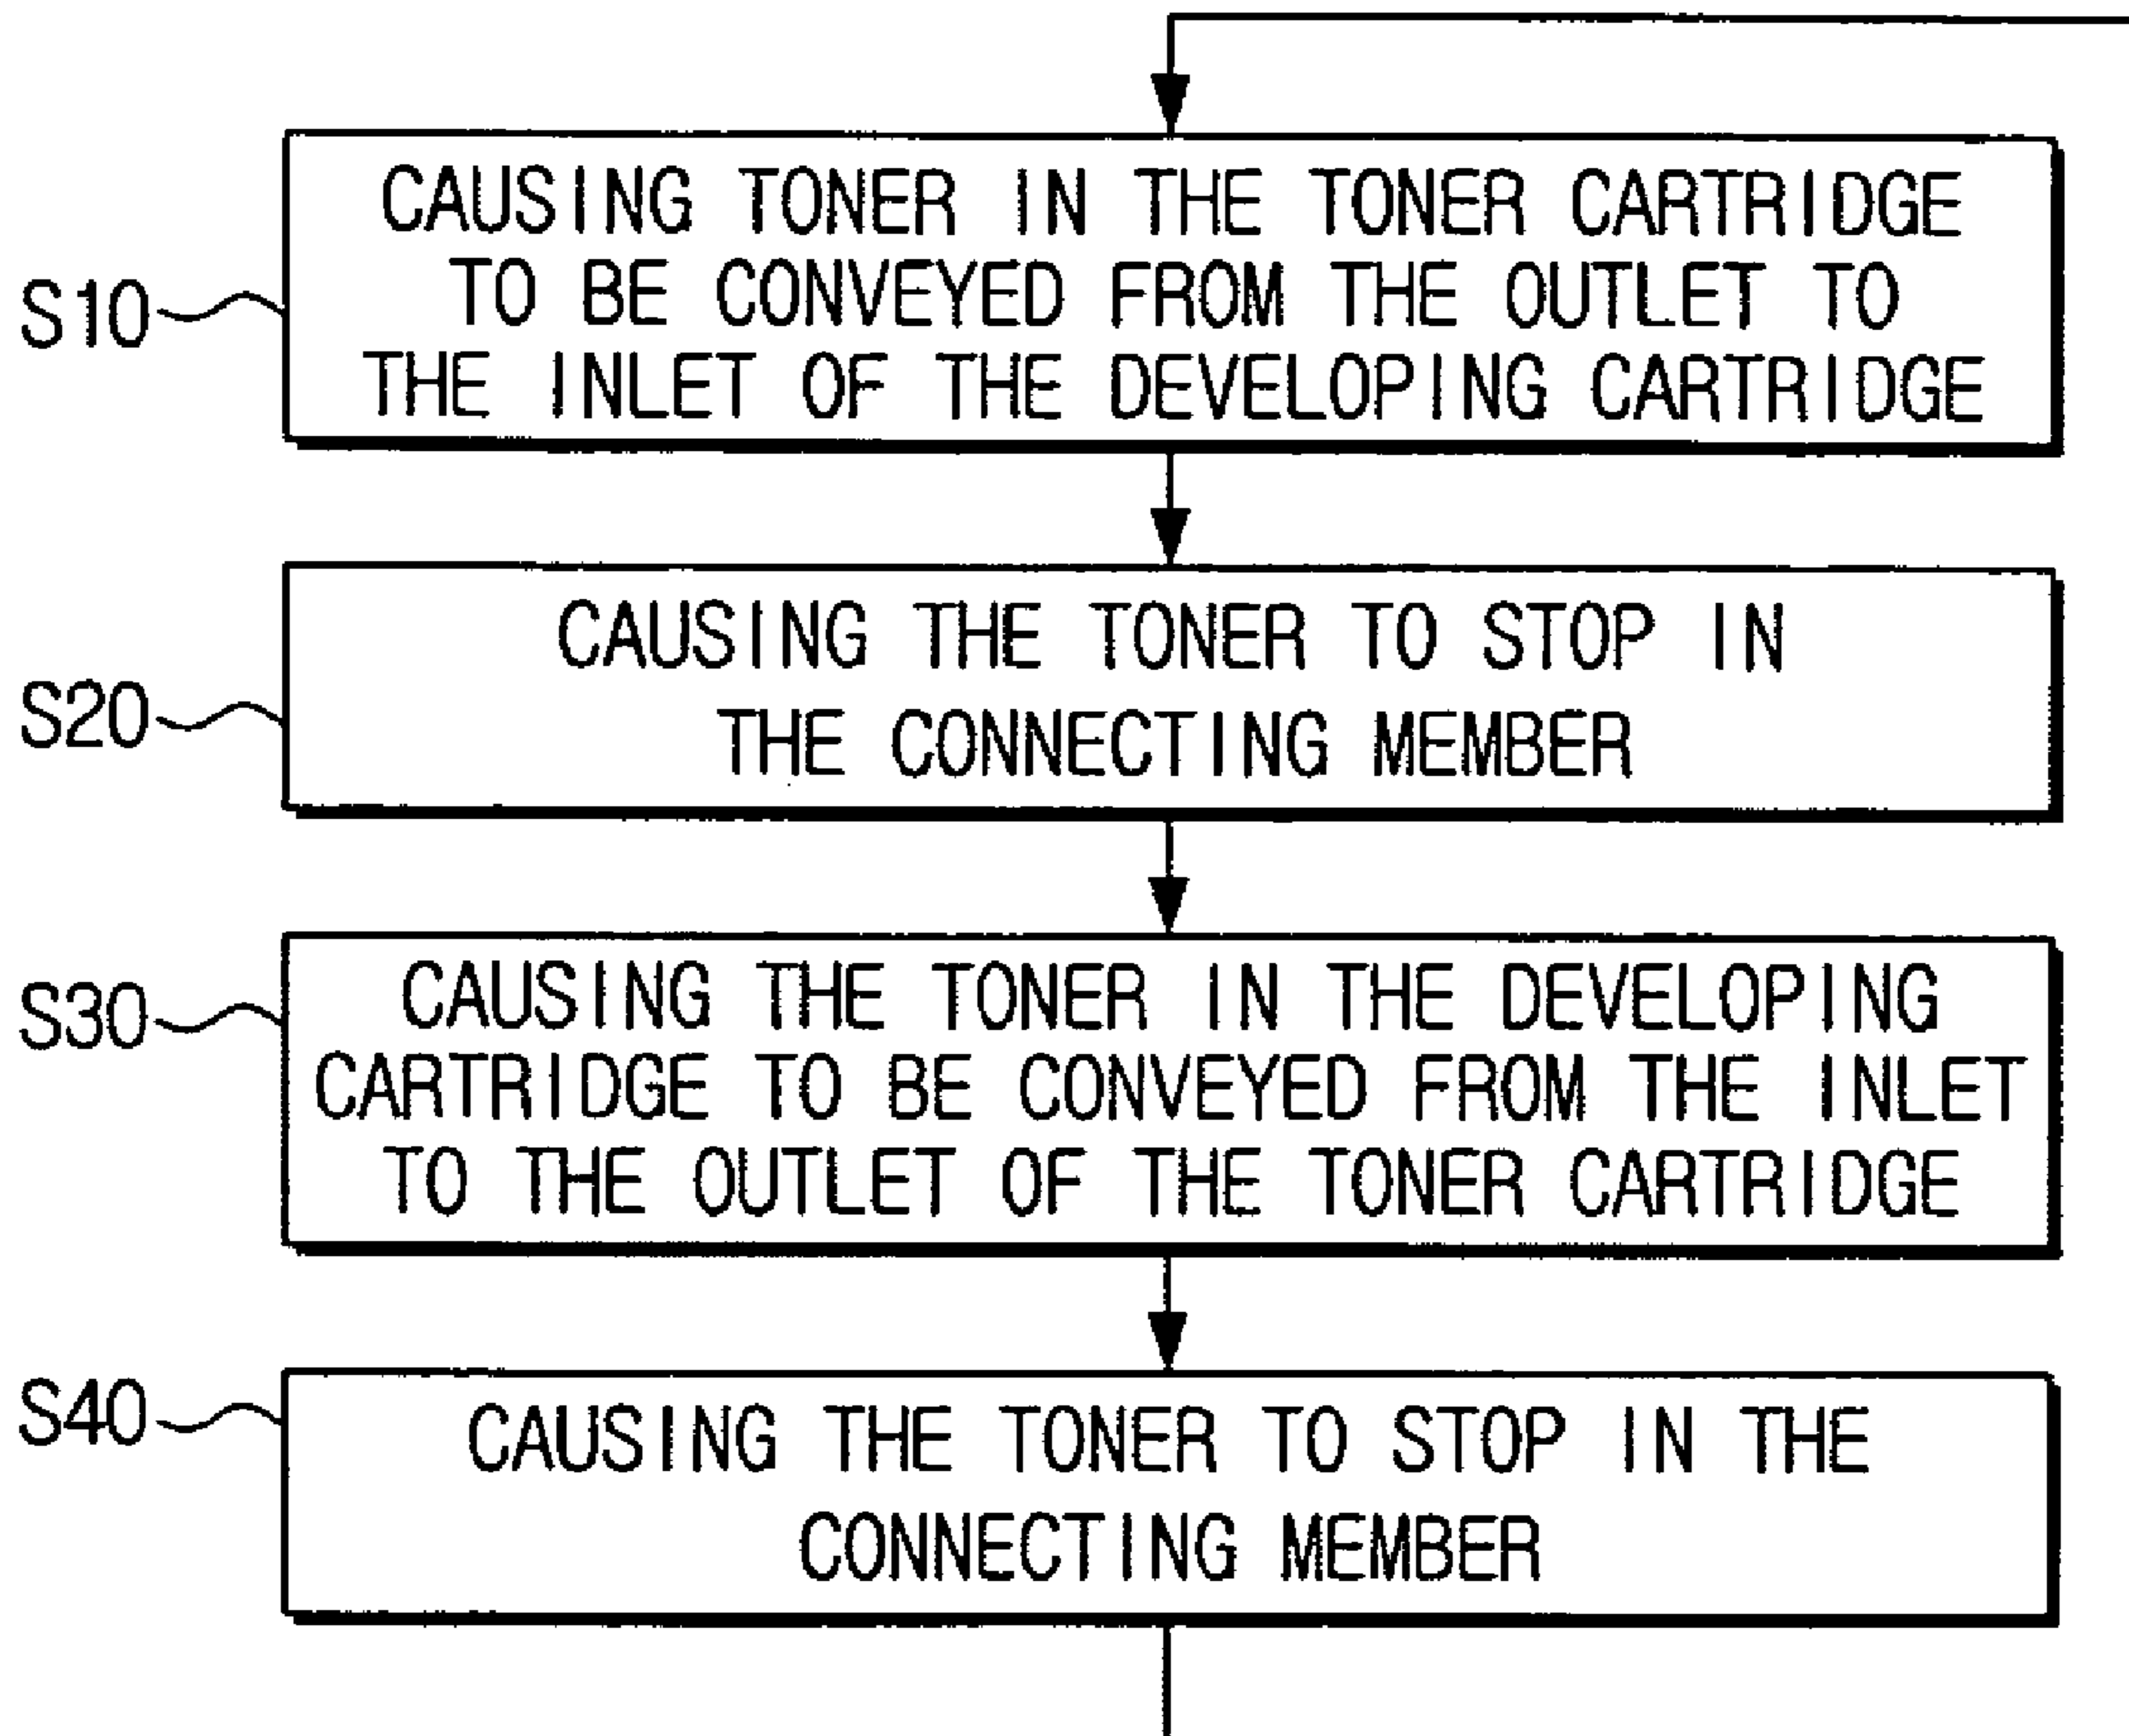 S10
CAUSING TONER IN THE TONER CARTRIDGE
TO BE CONVEYED FROM THE OUTLET TO
THE INLET OF THE DEVELOPING CARTRIDGE
S20
CAUSING THE TONER TO STOP IN
THE CONNECTING MEMBER
S30
CAUSING THE TONER IN THE DEVELOPING
CARTRIDGE TO BE CONVEYED FROM THE INLET
TO THE OUTLET OF THE TONER CARTRIDGE
S40
CAUSING THE TONER TO STOP IN THE
CONNECTING MEMBER